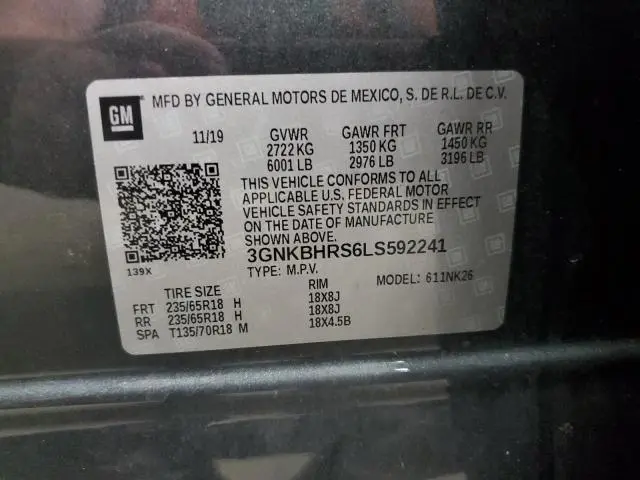 GM MFD BY GENERAL MOTORS DE MEXICO, S. DE R.L. DE C.V.
11/19 GVWR GAWR FRT GAWR RR
2722 KG 1350 KG 1450 KG
6001 LB 2976 LB 3196 LB
THIS VEHICLE CONFORMS TO ALL
APPLICABLE U.S. FEDERAL MOTOR
VEHICLE SAFETY STANDARDS IN EFFECT
ON THE DATE OF MANUFACTURE
SHOWN ABOVE.
139X 3GNKBHRS6LS592241
TYPE: M.P.V. MODEL: 611NK26
TIRE SIZE RIM
FRT 235/65R18 H 18X8J
RR 235/65R18 H 18X8J
SPA T135/70R18 M 18X4.5B